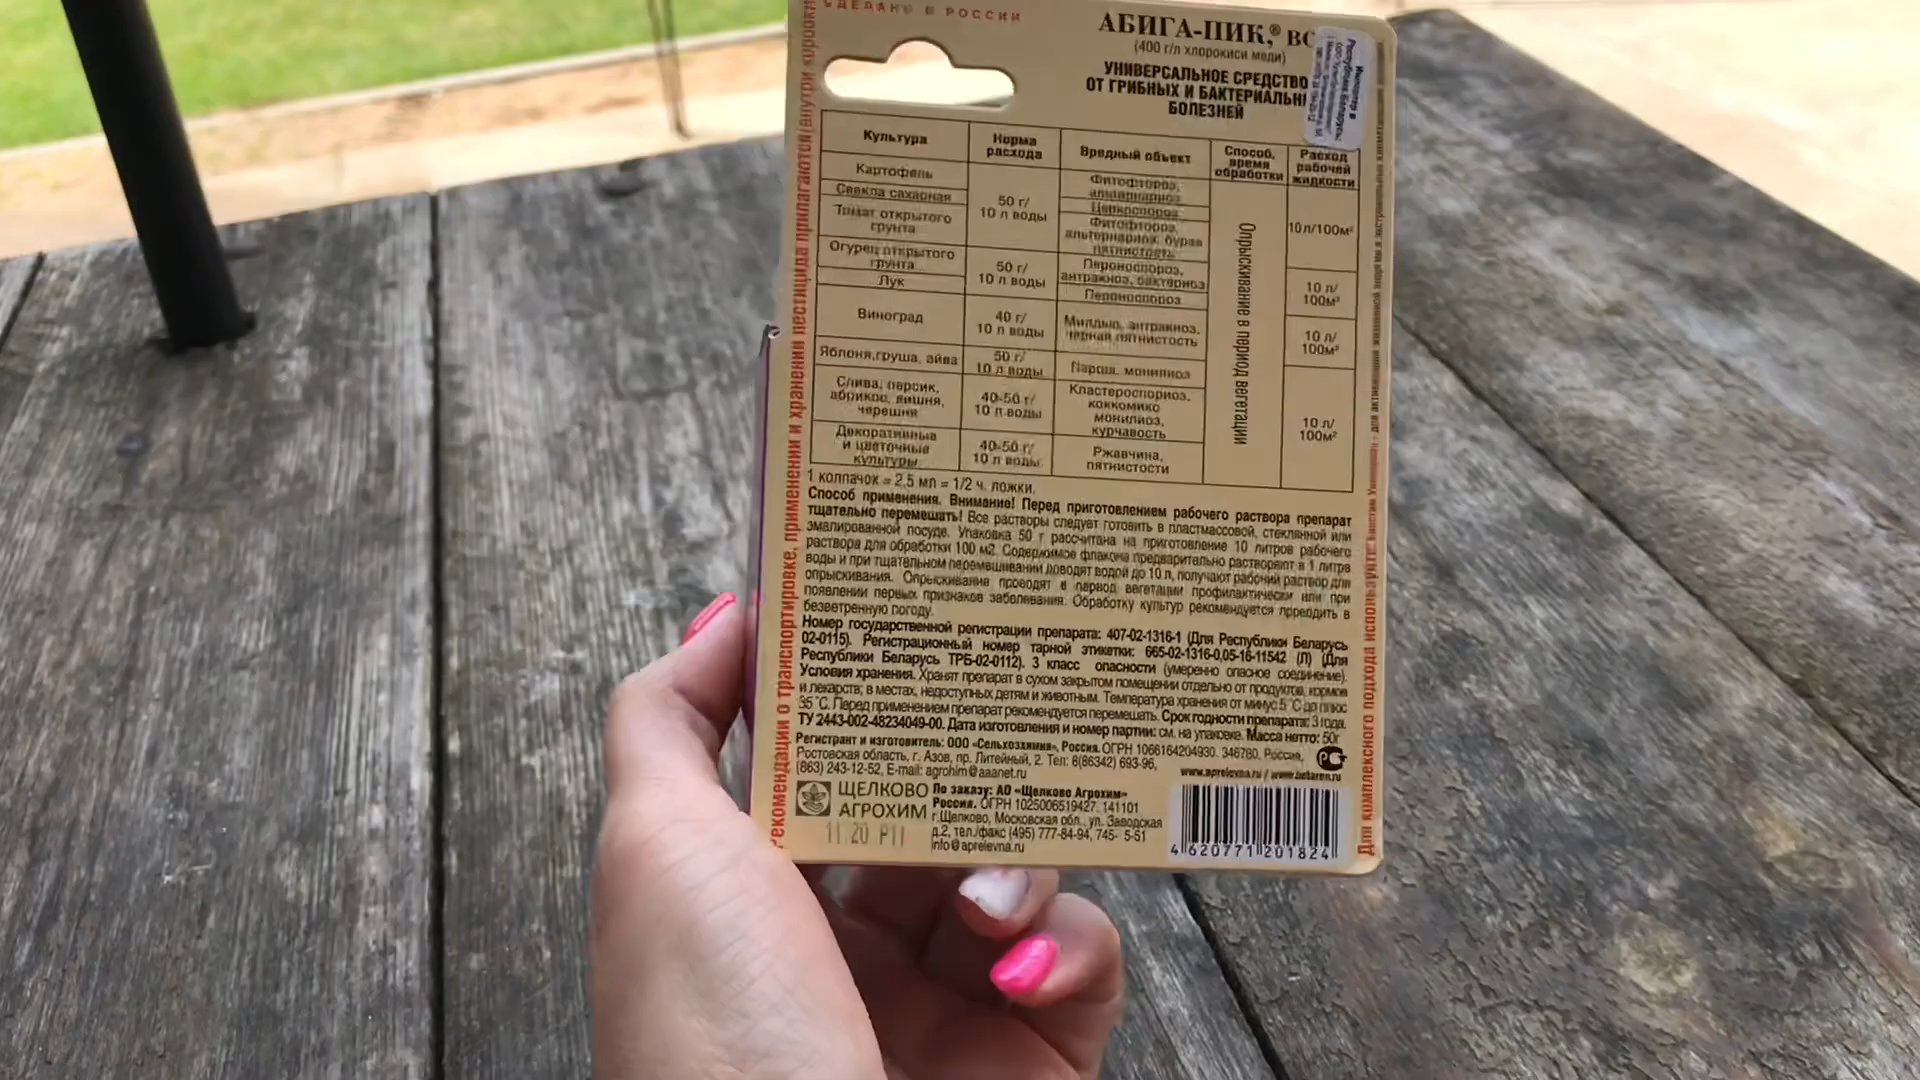 СДЕЛАНО В РОССИИ
АБИГА-ПИК,® ВС
(400 г/л хлорокиси меди)
УНИВЕРСАЛЬНОЕ СРЕДСТВО
ОТ ГРИБНЫХ И БАКТЕРИАЛЬН
БОЛЕЗНЕЙ
Импортер в
Республике Беларусь:
Культура
Норма расхода
Вредный объект
Способ, время обработки
Расход рабочей жидкости
Картофель
50 г/ 10 л воды
Фитофтороз, альтернариоз
10л/100м²
Свекла сахарная
Церкоспороз
Томат открытого грунта
Фитофтороз, альтернариоз, бурая пятнистость
Огурец открытого грунта
50 г/ 10 л воды
Пероноспороз, антракноз, бактериоз
10 л/ 100м²
Лук
Пероноспороз
Виноград
40 г/ 10 л воды
Милдью, антракноз, черная пятнистость
10 л/ 100м²
Яблоня,груша, айва
50 г/ 10 л воды
Парша, монилиоз
Слива, персик, абрикос, вишня, черешня
40-50 г/ 10 л воды
Кластероспориоз, коккомико монилиоз, курчавость
10 л/ 100м²
Декоративные и цветочные культуры
40-50 г/ 10 л воды
Ржавчина, пятнистости
Опрыскивание в период вегетации
1 колпачок = 2,5 мл = 1/2 ч. ложки.
Способ применения. Внимание! Перед приготовлением рабочего раствора препарат
тщательно перемешать! Все растворы следует готовить в пластмассовой, стеклянной или
эмалированной посуде. Упаковка 50 г рассчитана на приготовление 10 литров рабочего
раствора для обработки 100 м2. Содержимое флакона предварительно растворяют в 1 литре
воды и при тщательном перемешивании доводят водой до 10 л, получают рабочий раствор для
опрыскивания. Опрыскивание проводят в период вегетации профилактически или при
появлении первых признаков заболевания. Обработку культур рекомендуется проводить в
безветренную погоду.
Номер государственной регистрации препарата: 407-02-1316-1 (Для Республики Беларусь
02-0115). Регистрационный номер тарной этикетки: 665-02-1316-0,05-16-11542 (Л) (Для
Республики Беларусь ТРБ-02-0112). 3 класс опасности (умеренно опасное соединение).
Условия хранения. Хранят препарат в сухом закрытом помещении отдельно от продуктов, кормов
и лекарств; в местах, недоступных детям и животным. Температура хранения от минус 5 °С до плюс
35 °С. Перед применением препарат рекомендуется перемешать. Срок годности препарата: 3 года.
ТУ 2443-002-48234049-00. Дата изготовления и номер партии: см. на упаковке. Масса нетто: 50г
Регистрант и изготовитель: ООО «Сельхозхимия», Россия. ОГРН 1066164204930. 346780, Россия,
Ростовская область, г. Азов, пр. Литейный, 2. Тел: 8(86342) 693-96,
(863) 243-12-52, E-mail: agrohim@aaanet.ru
www.aprelevna.ru / www.betaren.ru
ЩЕЛКОВО
АГРОХИМ
11 20 Р11
По заказу: АО «Щелково Агрохим»
Россия. ОГРН 1025006519427. 141101
г.Щелково, Московская обл., ул. Заводская
д.2, тел./факс (495) 777-84-94, 745- 5-51
info@aprelevna.ru
4 620771 201824
Рекомендации о транспортировке, применении и хранении пестицида прилагаются(внутри коробки
Для комплексного подхода используйте: